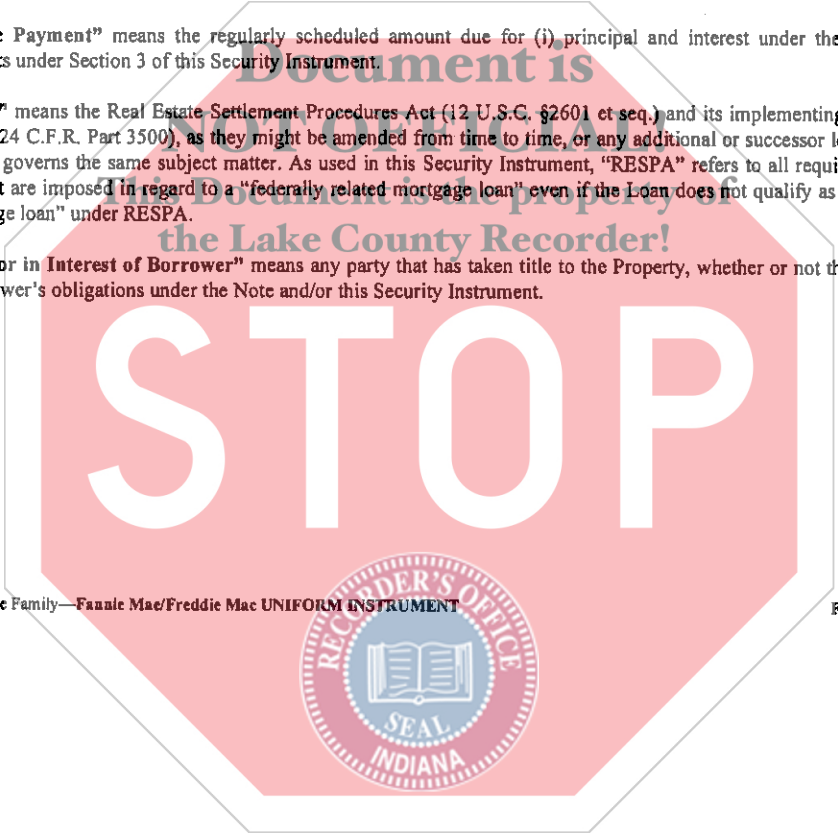 e Payment” means the regularly scheduled amount due for (i) principal and interest under the
s under Section 3 of this Security Instrument.
Document is
” means the Real Estate Settlement Procedures Act (12 U.S.C. §2601 et seq.) and its implementing
NOT OFFICIAL!
24 C.F.R. Part 3500), as they might be amended from time to time, or any additional or successor l
governs the same subject matter. As used in this Security Instrument, “RESPA” refers to all requi
t are imposed in regard to a “federally related mortgage loan” even if the Loan does not qualify as
This Document is the property of
ge loan” under RESPA.
the Lake County Recorder!
or in Interest of Borrower” means any party that has taken title to the Property, whether or not th
wer's obligations under the Note and/or this Security Instrument.
STOP
e Family—Fannie Mae/Freddie Mac UNIFORM INSTRUMENT
RECORDER'S OFFICE
SEAL
INDIANA